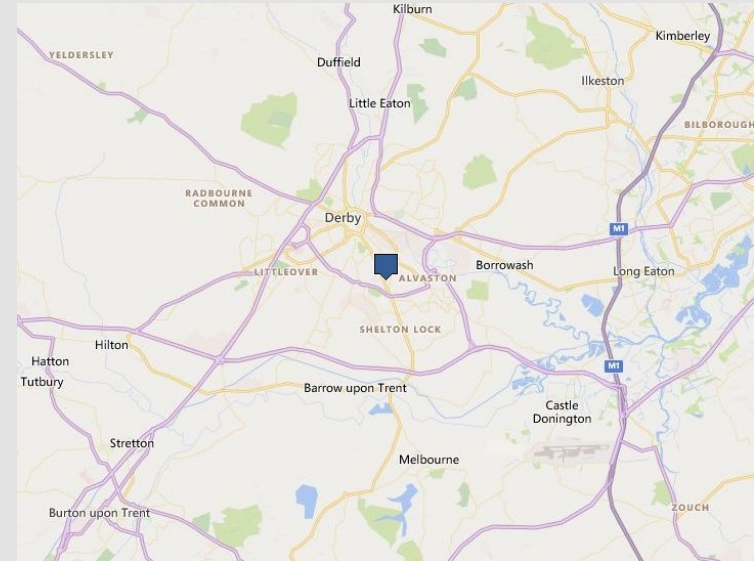 Kilburn
Kimberley
YELDERSLEY
Duffield
Ilkeston
Little Eaton
BILBOROUGH
RADBOURNE
COMMON
Derby
M1
LITTLEOVER
ALVASTON
Borrowash
Long Eaton
SHELTON LOCK
Hilton
Hatton
M1
Tutbury
Barrow upon Trent
Castle
Donington
Stretton
Melbourne
Burton upon Trent
ZOUCH